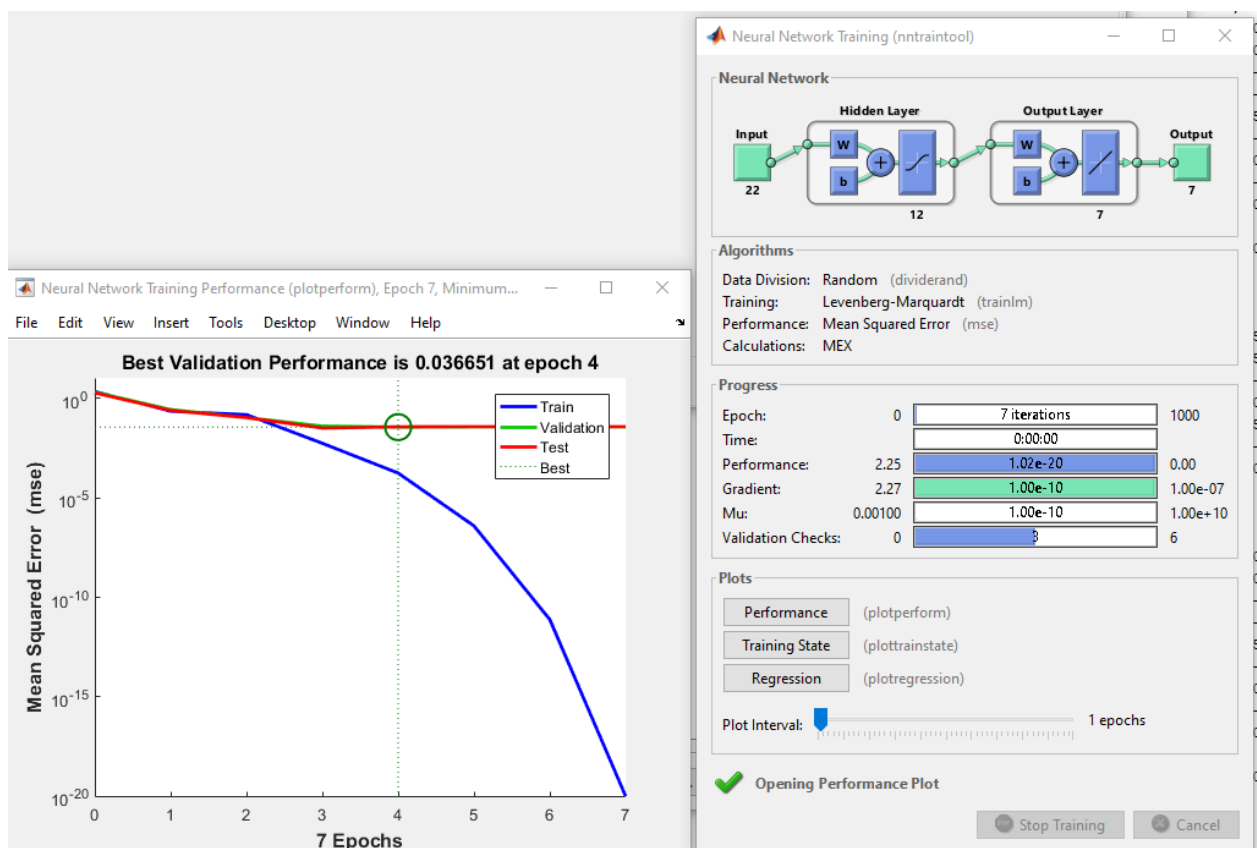 Neural Network Training (nntraintool)
Neural Network
Hidden Layer
Output Layer
Input
Output
W
W
b
b
22
7
12
7
Algorithms
Data Division: Random (dividerand)
Training: Levenberg-Marquardt (trainlm)
Performance: Mean Squared Error (mse)
Calculations: MEX
Progress
Epoch: 0 7 iterations 1000
Time: 0:00:00
Performance: 2.25 1.02e-20 0.00
Gradient: 2.27 1.00e-10 1.00e-07
Mu: 0.00100 1.00e-10 1.00e+10
Validation Checks: 0 3 6
Plots
Performance (plotperform)
Training State (plottrainstate)
Regression (plotregression)
Plot Interval: 1 epochs
Opening Performance Plot
Stop Training Cancel
Neural Network Training Performance (plotperform), Epoch 7, Minimum...
File Edit View Insert Tools Desktop Window Help
Best Validation Performance is 0.036651 at epoch 4
Train
Validation
Test
Best
Mean Squared Error (mse)
10^0
10^-5
10^-10
10^-15
10^-20
0 1 2 3 4 5 6 7
7 Epochs